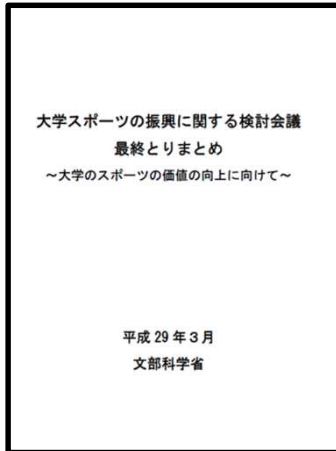 大学スポーツの振興に関する検討会議
最終とりまとめ
～大学のスポーツの価値の向上に向けて～
平成 29 年 3 月
文部科学省